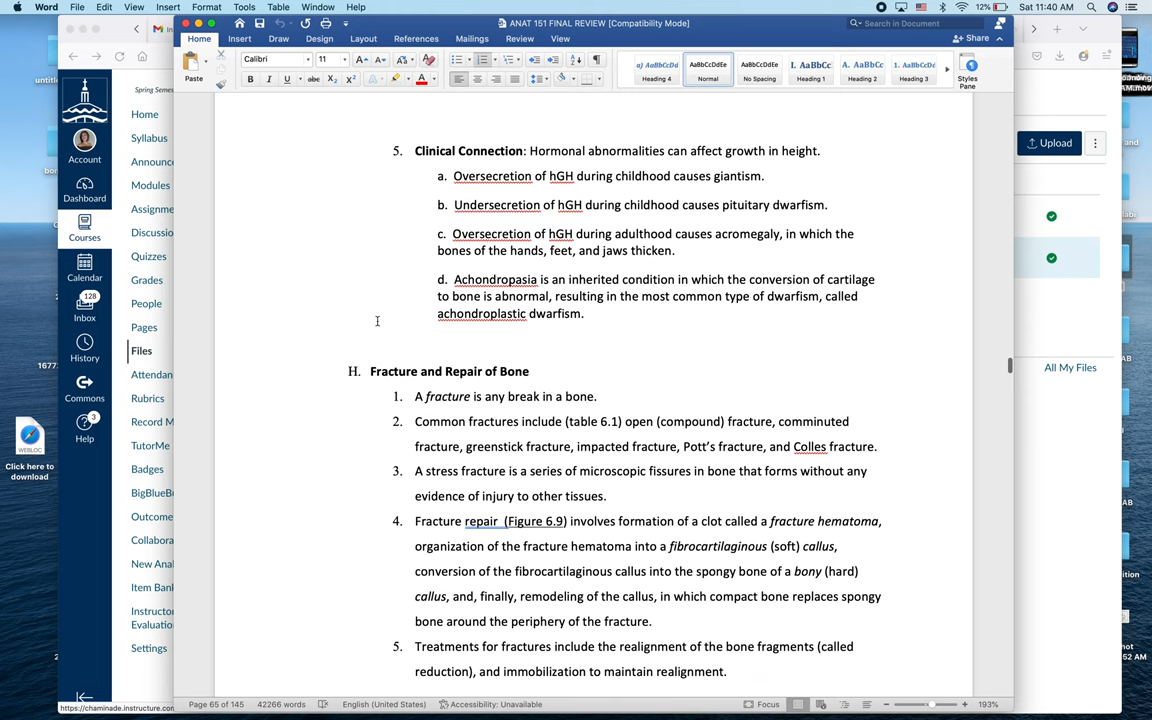 Word File Edit View Insert Format Tools Table Window Help
12% Sat 11:40 AM
ANAT 151 FINAL REVIEW [Compatibility Mode]
Search in Document
Home Insert Draw Design Layout References Mailings Review View
Share
Paste
Calibri 11
AaBbCcDd AaBbCcDdEe AaBbCcDdEe
Heading 4 Normal No Spacing Heading 1 Heading 2 Heading 3
Styles Pane
Home
Syllabus
Modules
Quizzes
Grades
People
Pages
Files
Rubrics
TutorMe
Badges
Settings
Account
Dashboard
Courses
Calendar
128
Inbox
History
Commons
3
Help
Click here to
download
WEBLOC
https://chaminade.instructure.com
Upload
All My Files
5. Clinical Connection: Hormonal abnormalities can affect growth in height.
a. Oversecretion of hGH during childhood causes giantism.
b. Undersecretion of hGH during childhood causes pituitary dwarfism.
c. Oversecretion of hGH during adulthood causes acromegaly, in which the
bones of the hands, feet, and jaws thicken.
d. Achondropasia is an inherited condition in which the conversion of cartilage
to bone is abnormal, resulting in the most common type of dwarfism, called
achondroplastic dwarfism.
H. Fracture and Repair of Bone
1. A fracture is any break in a bone.
2. Common fractures include (table 6.1) open (compound) fracture, comminuted
fracture, greenstick fracture, impacted fracture, Pott's fracture, and Colles fracture.
3. A stress fracture is a series of microscopic fissures in bone that forms without any
evidence of injury to other tissues.
4. Fracture repair (Figure 6.9) involves formation of a clot called a fracture hematoma,
organization of the fracture hematoma into a fibrocartilaginous (soft) callus,
conversion of the fibrocartilaginous callus into the spongy bone of a bony (hard)
callus, and, finally, remodeling of the callus, in which compact bone replaces spongy
bone around the periphery of the fracture.
5. Treatments for fractures include the realignment of the bone fragments (called
reduction), and immobilization to maintain realignment.
Page 65 of 145 42266 words English (United States) Accessibility: Unavailable Focus 193%